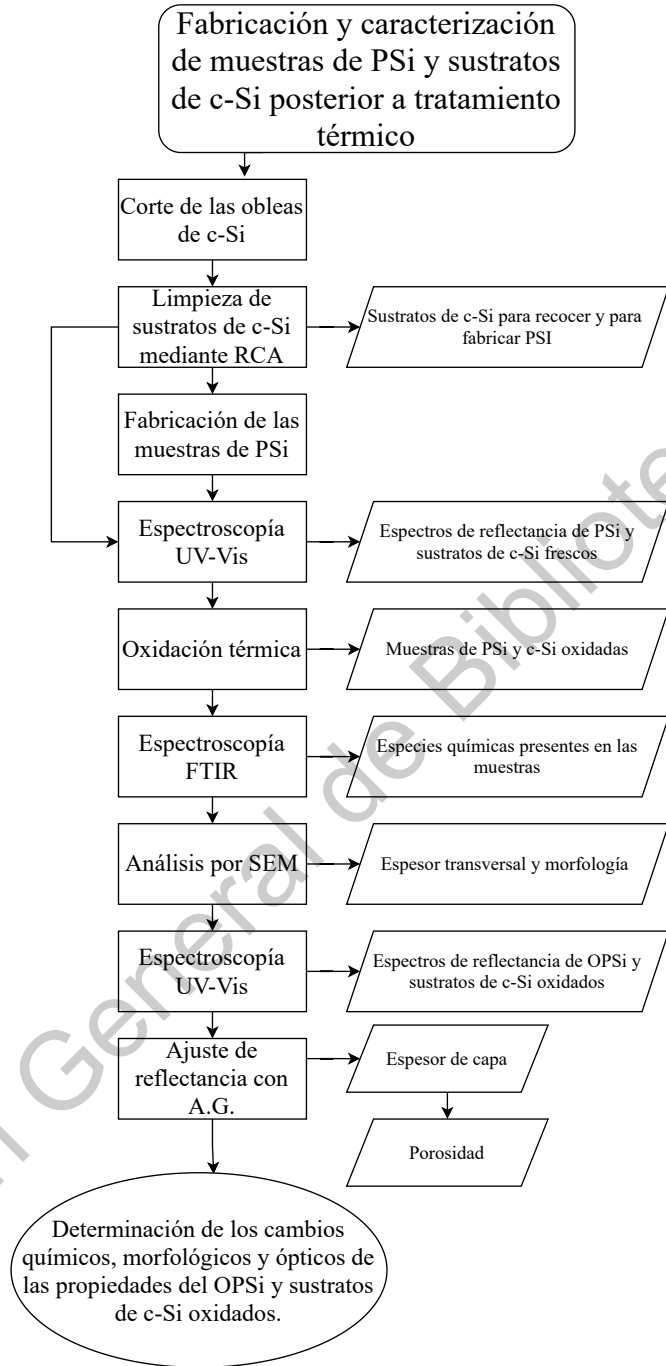 Fabricación y caracterización
de muestras de PSi y sustratos
de c-Si posterior a tratamiento
térmico
Corte de las obleas
de c-Si
Limpieza de
sustratos de c-Si
mediante RCA
Sustratos de c-Si para recocer y para
fabricar PSI
Fabricación de las
muestras de PSi
Espectroscopía
UV-Vis
Espectros de reflectancia de PSi y
sustratos de c-Si frescos
Oxidación térmica
Muestras de PSi y c-Si oxidadas
Espectroscopía
FTIR
Especies químicas presentes en las
muestras
Análisis por SEM
Espesor transversal y morfología
Espectroscopía
UV-Vis
Espectros de reflectancia de OPSi y
sustratos de c-Si oxidados
Ajuste de
reflectancia con
A.G.
Espesor de capa
Porosidad
Determinación de los cambios
químicos, morfológicos y ópticos de
las propiedades del OPSi y sustratos
de c-Si oxidados.
General de Bibliote